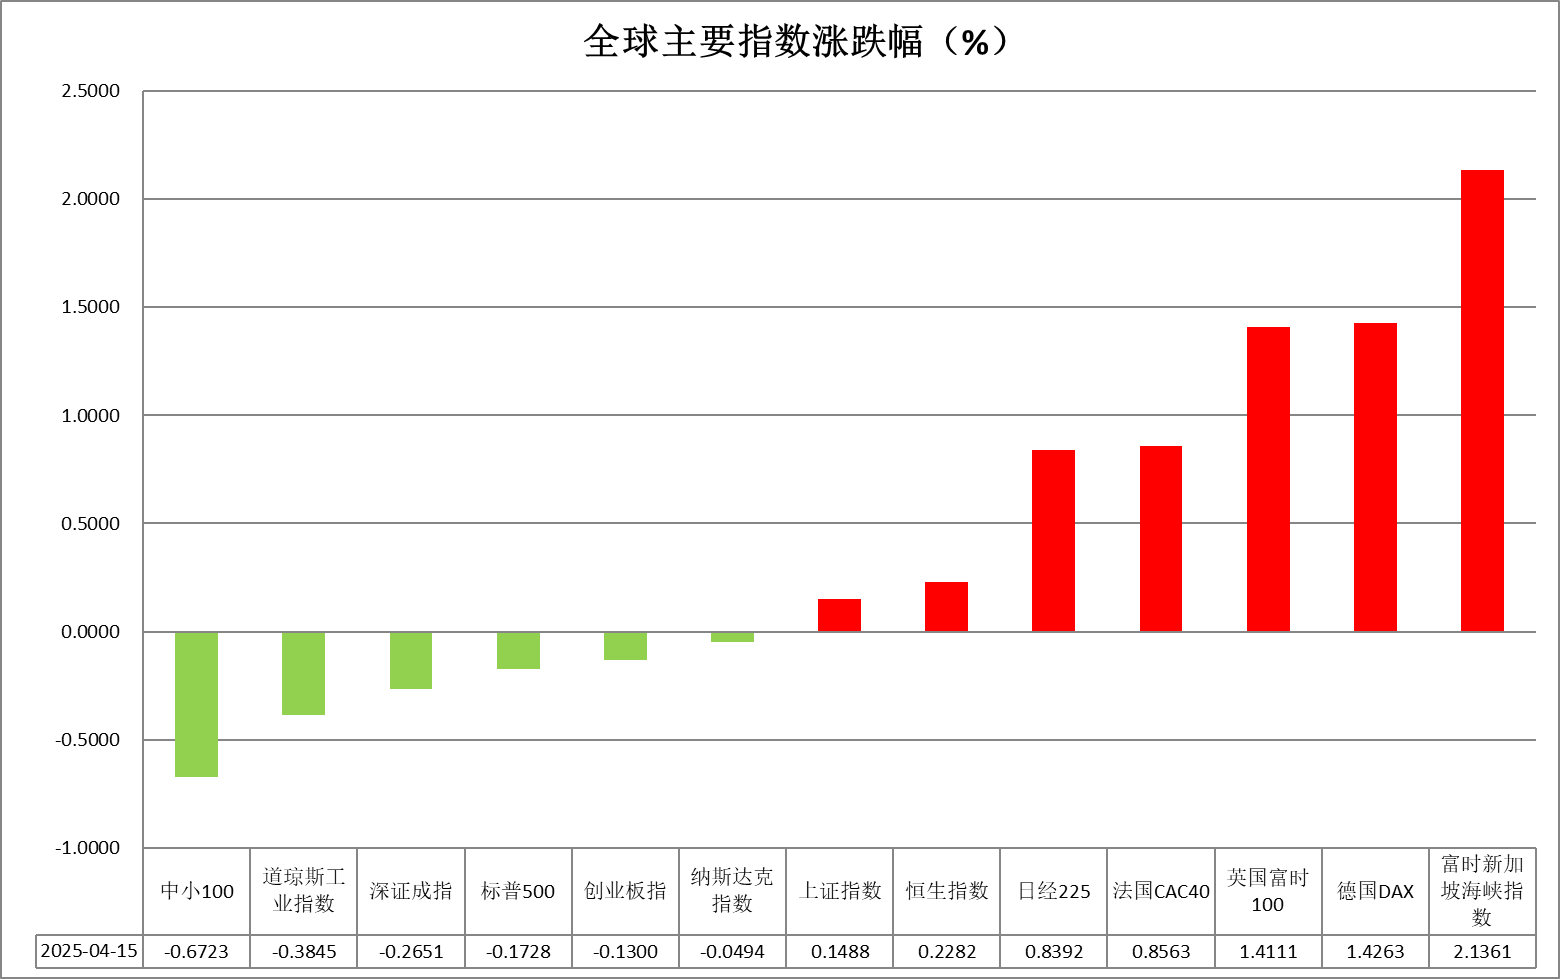 全球主要指数涨跌幅（%）
2.5000
2.0000
1.5000
1.0000
0.5000
0.0000
-0.5000
-1.0000
中小100
道琼斯工
业指数
深证成指
标普500
创业板指
纳斯达克
指数
上证指数
恒生指数
日经225
法国CAC40
英国富时
100
德国DAX
富时新加
坡海峡指
数
2025-04-15 -0.6723 -0.3845 -0.2651 -0.1728 -0.1300 -0.0494 0.1488 0.2282 0.8392 0.8563 1.4111 1.4263 2.1361